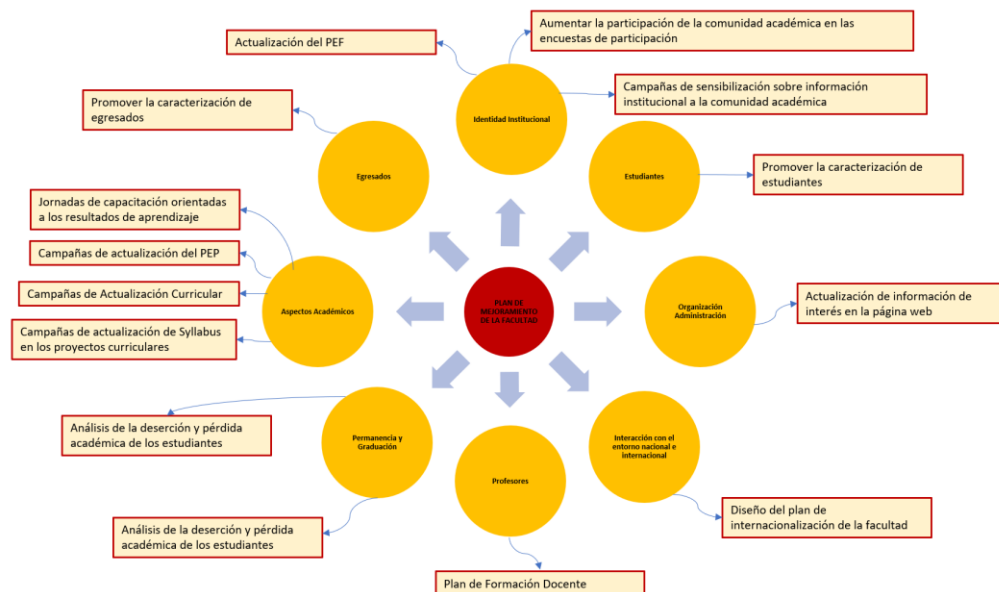 Actualización del PEF
Aumentar la participación de la comunidad académica en las
encuestas de participación
Campañas de sensibilización sobre información
institucional a la comunidad académica
Identidad Institucional
Promover la caracterización de
egresados
Egresados
Estudiantes
Promover la caracterización de
estudiantes
Jornadas de capacitación orientadas
a los resultados de aprendizaje
Campañas de actualización del PEP
Campañas de Actualización Curricular
Campañas de actualización de Syllabus
en los proyectos curriculares
Aspectos Académicos
PLAN DE
MEJORAMIENTO
DE LA FACULTAD
Organización
Administración
Actualización de información de
interés en la página web
Análisis de la deserción y pérdida
académica de los estudiantes
Permanencia y
Graduación
Interacción con el
entorno nacional e
internacional
Profesores
Diseño del plan de
internacionalización de la facultad
Análisis de la deserción y pérdida
académica de los estudiantes
Plan de Formación Docente